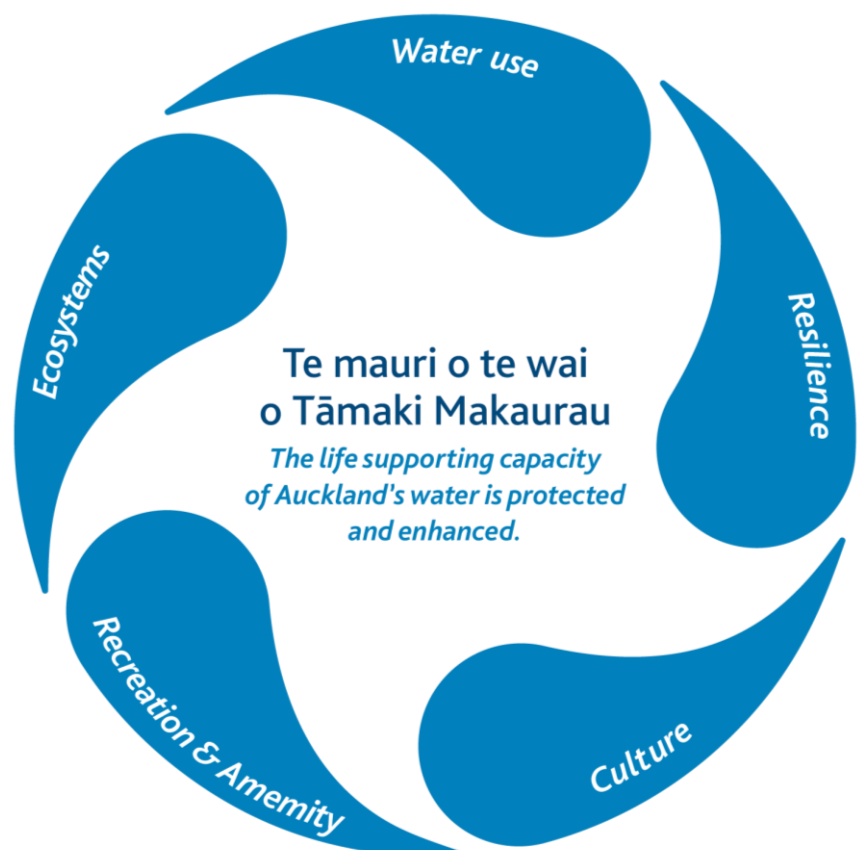 Water use
Resilience
Culture
Recreation & Amemity
Ecosystems
Te mauri o te wai
o Tāmaki Makaurau
The life supporting capacity
of Auckland's water is protected
and enhanced.